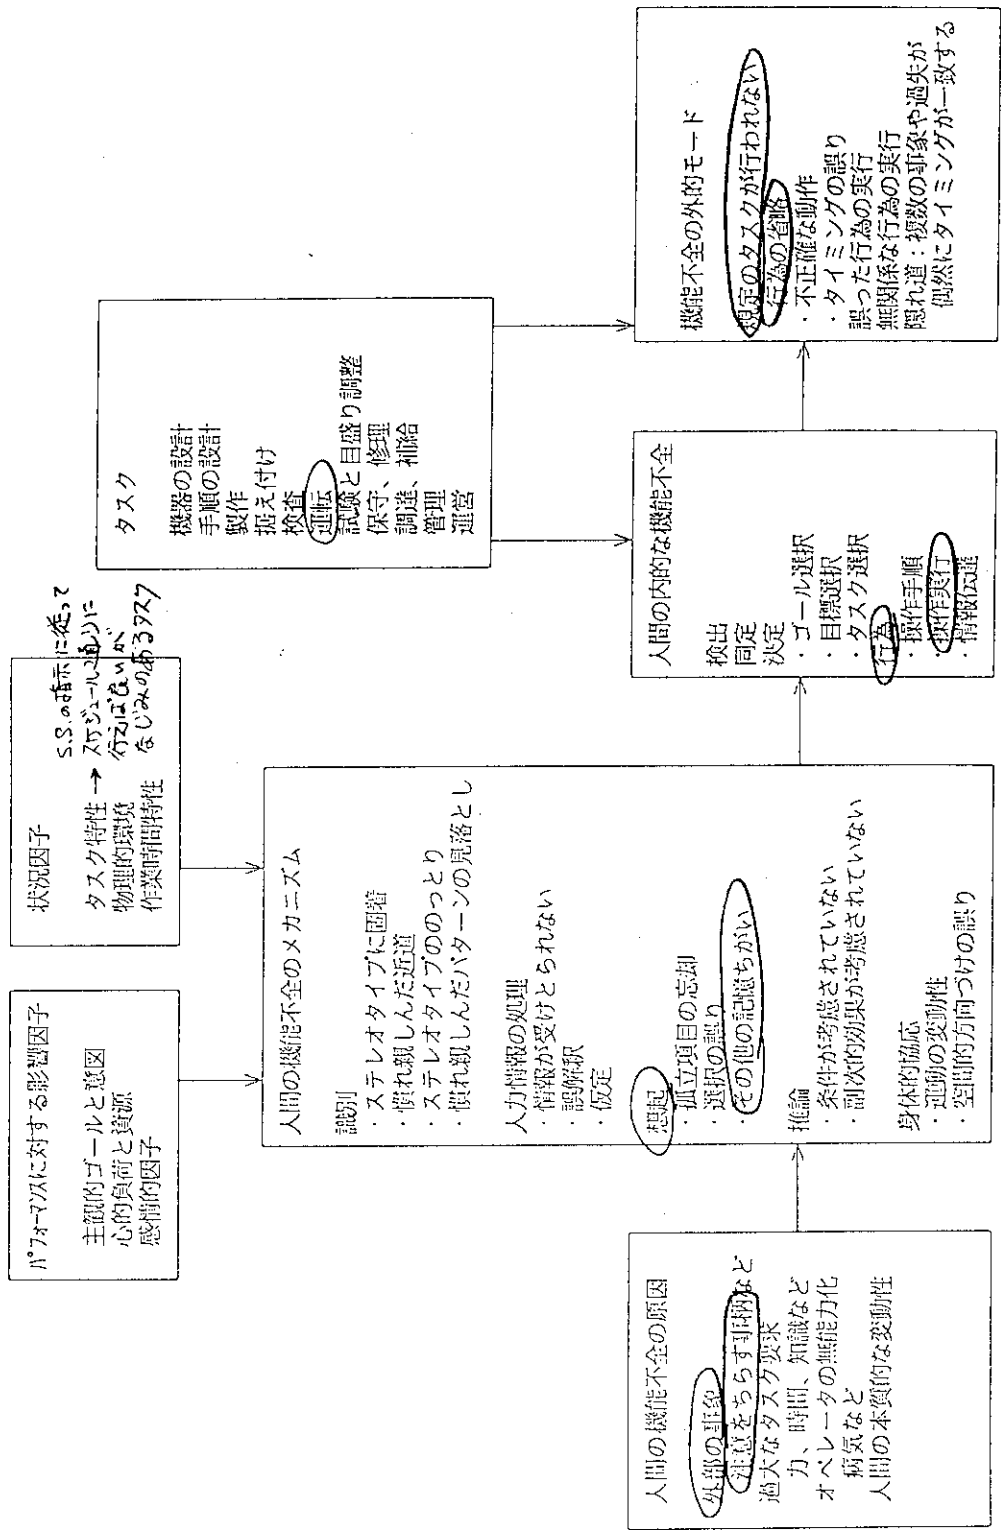 パフォーマンスに対する影響因子
主観的ゴールと意図
心的負荷と資源
感情的因子
状況因子
タスク特性→
物理的環境
作業時間特性
S.S.の指示に従って
スケジュール通りに
行えば良いが
なじみのあるタスク
タスク
機器の設計
手順の設計
製作
据え付け
検査
運転
試験と目盛り調整
保守、修理
調達、補給
管理
運営
人間の機能不全のメカニズム
識別
・ステレオタイプに固着
・慣れ親しんだ近道
・ステレオタイプののっとり
・慣れ親しんだパターンの見落とし
入力情報の処理
・情報が受けとられない
・誤解釈
・仮定
想起
・孤立項目の忘却
・選択の誤り
・その他の記憶ちがい
推論
・条件が考慮されていない
・副次的効果が考慮されていない
身体的協応
・運動の変動性
・空間的方向づけの誤り
人間の機能不全の原因
外部の事象
注意をちらす事柄など
過大なタスク要求
力、時間、知識など
オペレータの無能力化
病気など
人間の本質的な変動性
人間の内的な機能不全
検出
同定
決定
・ゴール選択
・目標選択
・タスク選択
行為
・操作手順
・操作実行
・情報伝達
機能不全の外的モード
規定のタスクが行われない
・行為の省略
・不正確な動作
・タイミングの誤り
誤った行為の実行
無関係な行為の実行
隠れ道：複数の事象や過失が
偶然にタイミングが一致する